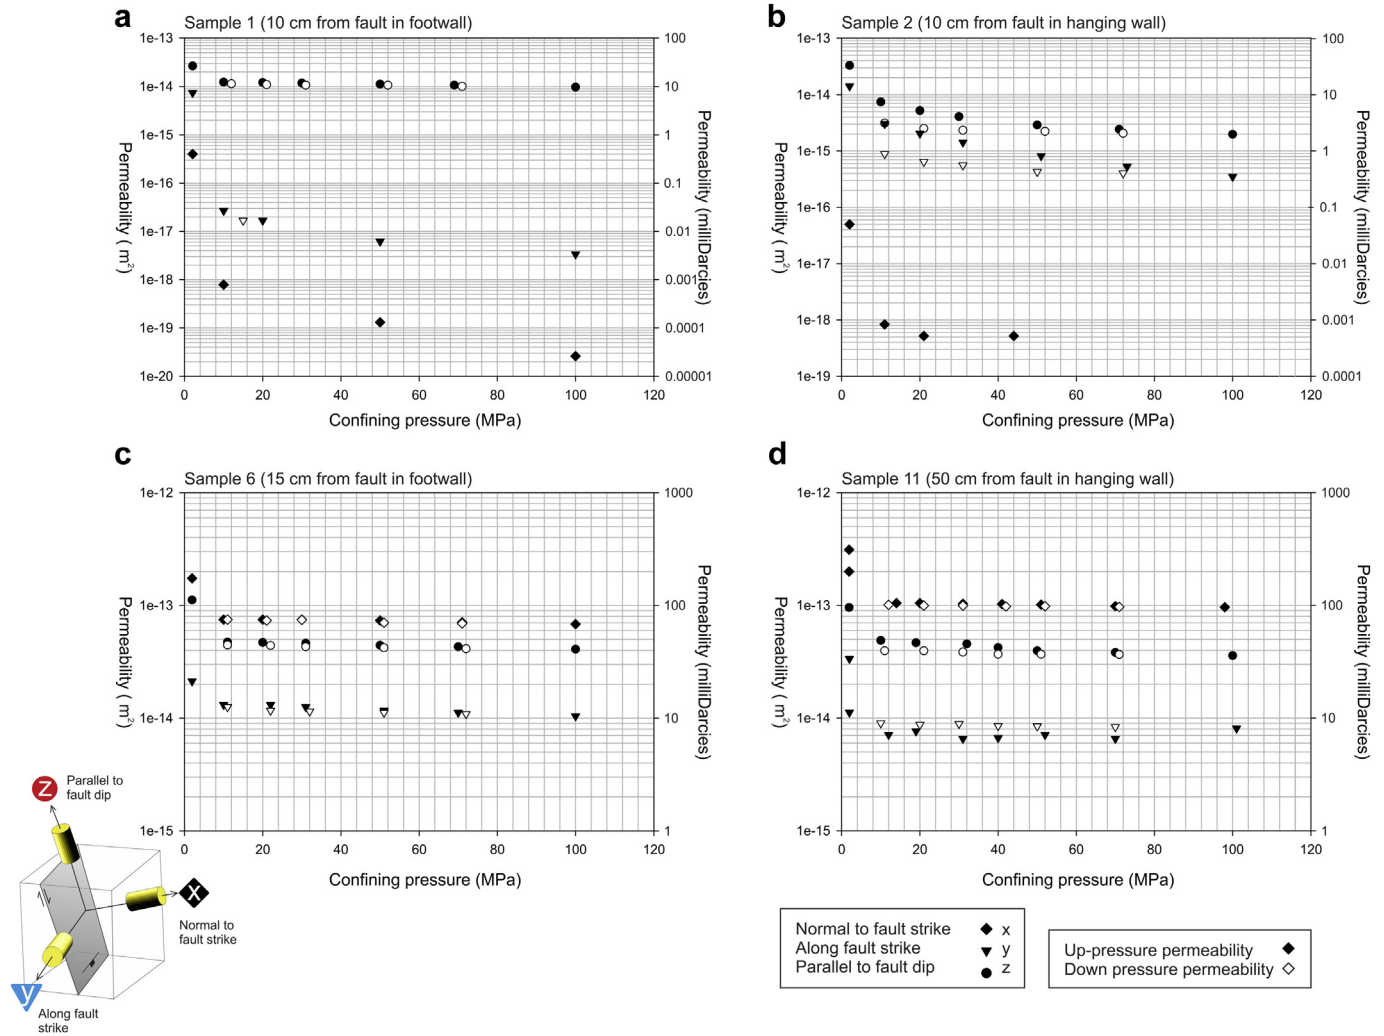 a
Sample 1 (10 cm from fault in footwall)
1e-13
1e-14
1e-15
1e-16
1e-17
1e-18
1e-19
1e-20
Permeability ( m²)
100
10
1
0.1
0.01
0.001
0.0001
0.00001
Permeability (milliDarcies)
0 20 40 60 80 100 120
Confining pressure (MPa)
b
Sample 2 (10 cm from fault in hanging wall)
1e-13
1e-14
1e-15
1e-16
1e-17
1e-18
1e-19
Permeability ( m²)
100
10
1
0.1
0.01
0.001
0.0001
Permeability (milliDarcies)
0 20 40 60 80 100 120
Confining pressure (MPa)
c
Sample 6 (15 cm from fault in footwall)
1e-12
1e-13
1e-14
1e-15
Permeability ( m²)
1000
100
10
1
Permeability (milliDarcies)
0 20 40 60 80 100 120
Confining pressure (MPa)
d
Sample 11 (50 cm from fault in hanging wall)
1e-12
1e-13
1e-14
1e-15
Permeability ( m²)
1000
100
10
1
Permeability (milliDarcies)
0 20 40 60 80 100 120
Confining pressure (MPa)
z
Parallel to
fault dip
x
Normal to
fault strike
y
Along fault
strike
Normal to fault strike x
Along fault strike y
Parallel to fault dip z
Up-pressure permeability
Down pressure permeability